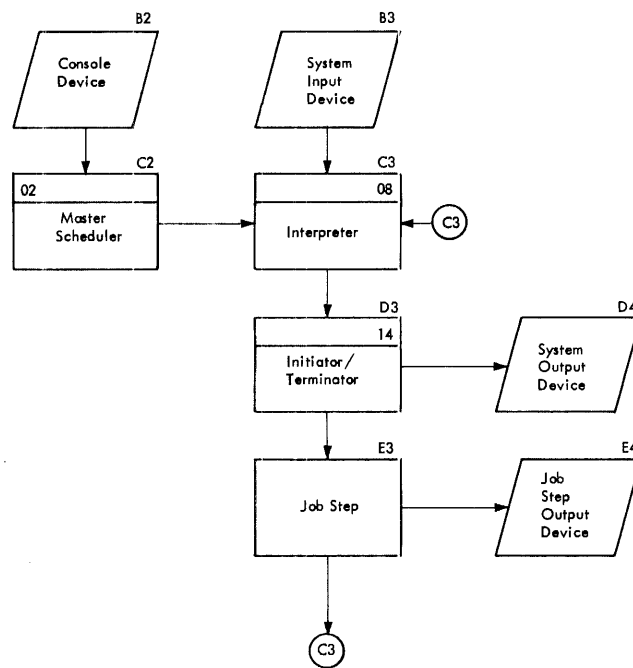 B2
B3
Console
Device
System
Input
Device
C2
C3
02
08
Master
Scheduler
Interpreter
C3
D3
D4
14
Initiator/
Terminator
System
Output
Device
E3
E4
Job Step
Job
Step
Output
Device
C3